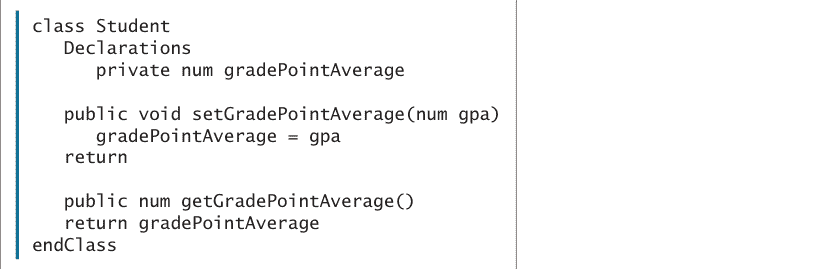 class Student
Declarations
private num gradePointAverage
public void setGradePointAverage(num gpa)
gradePointAverage = gpa
return
public num getGradePointAverage()
return gradePointAverage
endClass